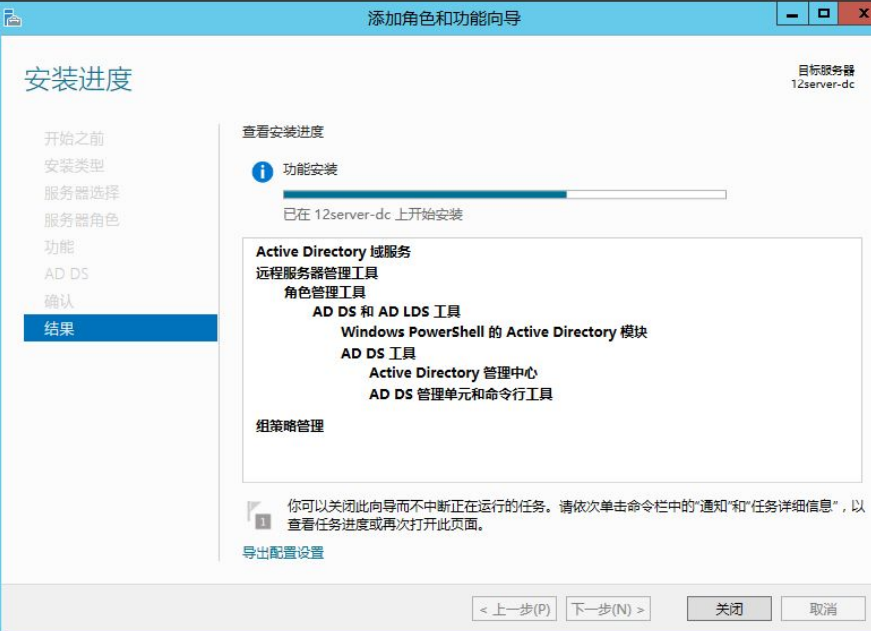 添加角色和功能向导
安装进度
目标服务器
12server-dc
开始之前
安装类型
服务器选择
服务器角色
功能
AD DS
确认
结果
查看安装进度
功能安装
已在 12server-dc 上开始安装
Active Directory 域服务
远程服务器管理工具
角色管理工具
AD DS 和 AD LDS 工具
Windows PowerShell 的 Active Directory 模块
AD DS 工具
Active Directory 管理中心
AD DS 管理单元和命令行工具
组策略管理
1
你可以关闭此向导而不中断正在运行的任务。请依次单击命令栏中的"通知"和"任务详细信息"，以
查看任务进度或再次打开此页面。
导出配置设置
< 上一步(P)
下一步(N) >
关闭
取消